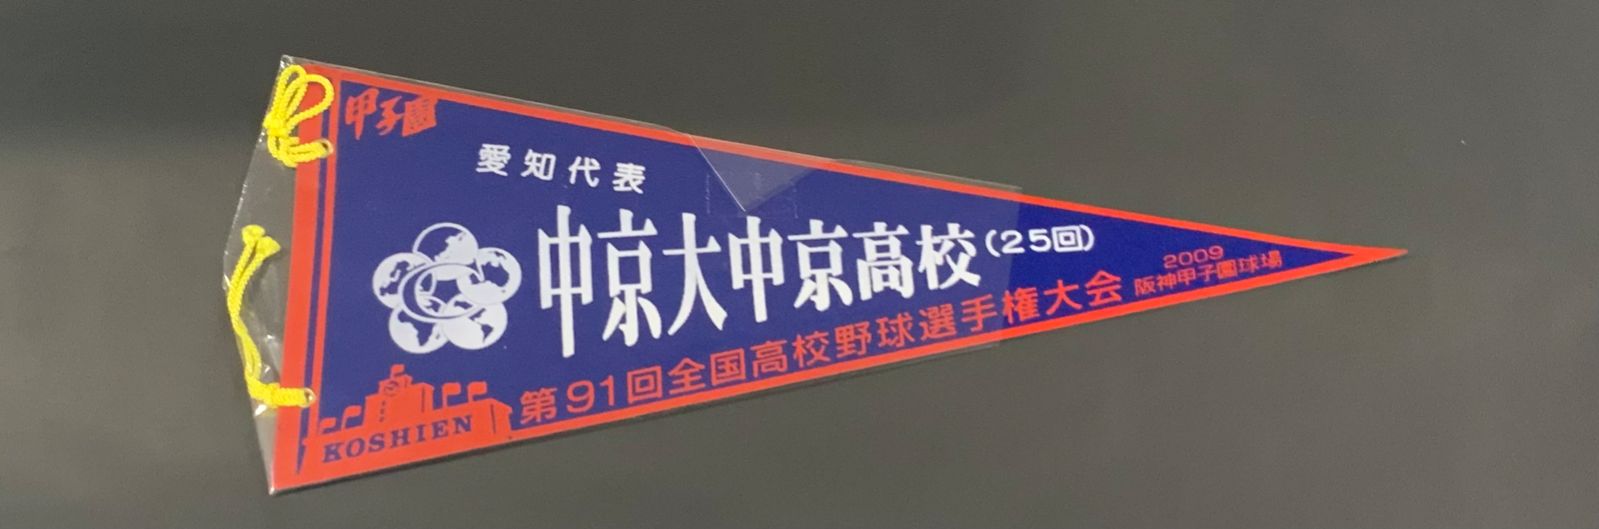 甲子園
愛知代表
中京大中京高校(25回)
第91回全国高校野球選手権大会
2009
阪神甲子園球場
KOSHIEN